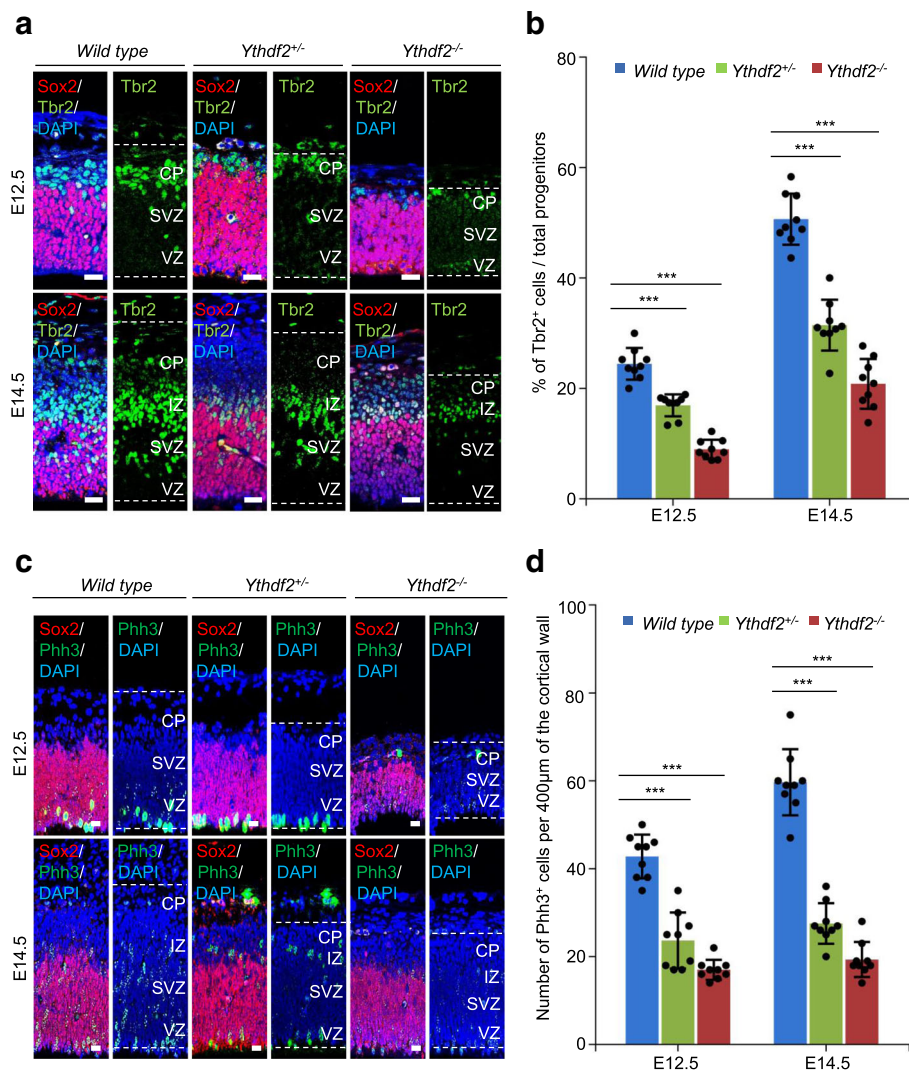 a
Wild type Ythdf2+/- Ythdf2-/-
Sox2/ Tbr2 Sox2/ Tbr2 Sox2/ Tbr2
Tbr2/ Tbr2/ Tbr2/
DAPI DAPI DAPI
E12.5
CP CP CP
SVZ SVZ SVZ
VZ VZ VZ
Sox2/ Tbr2 Sox2/ Tbr2 Sox2/ Tbr2
Tbr2/ Tbr2/ Tbr2/
DAPI DAPI DAPI
E14.5
CP CP CP
IZ IZ IZ
SVZ SVZ SVZ
VZ VZ VZ
b
% of Tbr2+ cells / total progenitors
80
60
40
20
0
Wild type Ythdf2+/- Ythdf2-/-
***
***
***
***
E12.5 E14.5
c
Wild type Ythdf2+/- Ythdf2-/-
Sox2/ Phh3/ Sox2/ Phh3/ Sox2/ Phh3/
Phh3/ DAPI Phh3/ DAPI Phh3/ DAPI
DAPI DAPI DAPI
E12.5
CP CP CP
SVZ SVZ SVZ
VZ VZ VZ
Sox2/ Phh3/ Sox2/ Phh3/ Sox2/ Phh3/
Phh3/ DAPI Phh3/ DAPI Phh3/ DAPI
DAPI DAPI DAPI
E14.5
CP CP CP
IZ IZ IZ
SVZ SVZ SVZ
VZ VZ VZ
d
Number of Phh3+ cells per 400μm of the cortical wall
100
80
60
40
20
0
Wild type Ythdf2+/- Ythdf2-/-
***
***
***
***
E12.5 E14.5